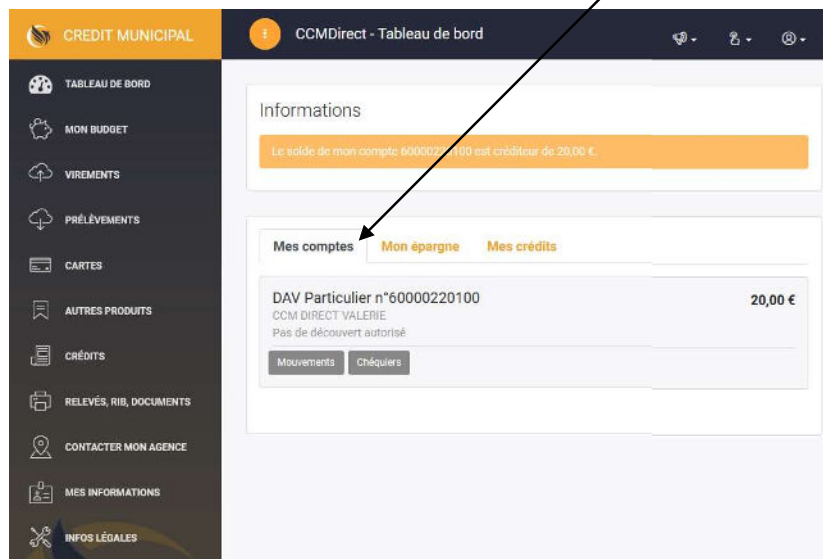 CREDIT MUNICIPAL
CCMDirect - Tableau de bord
TABLEAU DE BORD
MON BUDGET
VIREMENTS
PRÉLÈVEMENTS
CARTES
AUTRES PRODUITS
CRÉDITS
RELEVÉS, RIB, DOCUMENTS
CONTACTER MON AGENCE
MES INFORMATIONS
INFOS LÉGALES
Informations
Le solde de mon compte 60000220100 est créditeur de 20,00 €.
Mes comptes Mon épargne Mes crédits
DAV Particulier n°60000220100 20,00 €
CCM DIRECT VALERIE
Pas de découvert autorisé
Mouvements Chéquiers